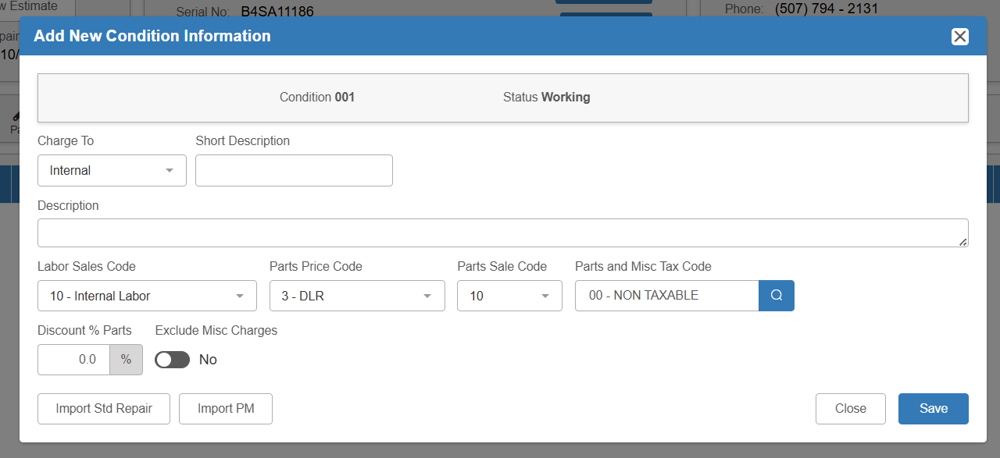 w Estimate
Serial No: B4SA11186
Phone: (507) 794 - 2131
pair
10/
Add New Condition Information
Condition 001
Status Working
Charge To
Short Description
Internal
Description
Labor Sales Code
Parts Price Code
Parts Sale Code
Parts and Misc Tax Code
10 - Internal Labor
3 - DLR
10
00 - NON TAXABLE
Discount % Parts
Exclude Misc Charges
0.0 %
No
Import Std Repair
Import PM
Close
Save